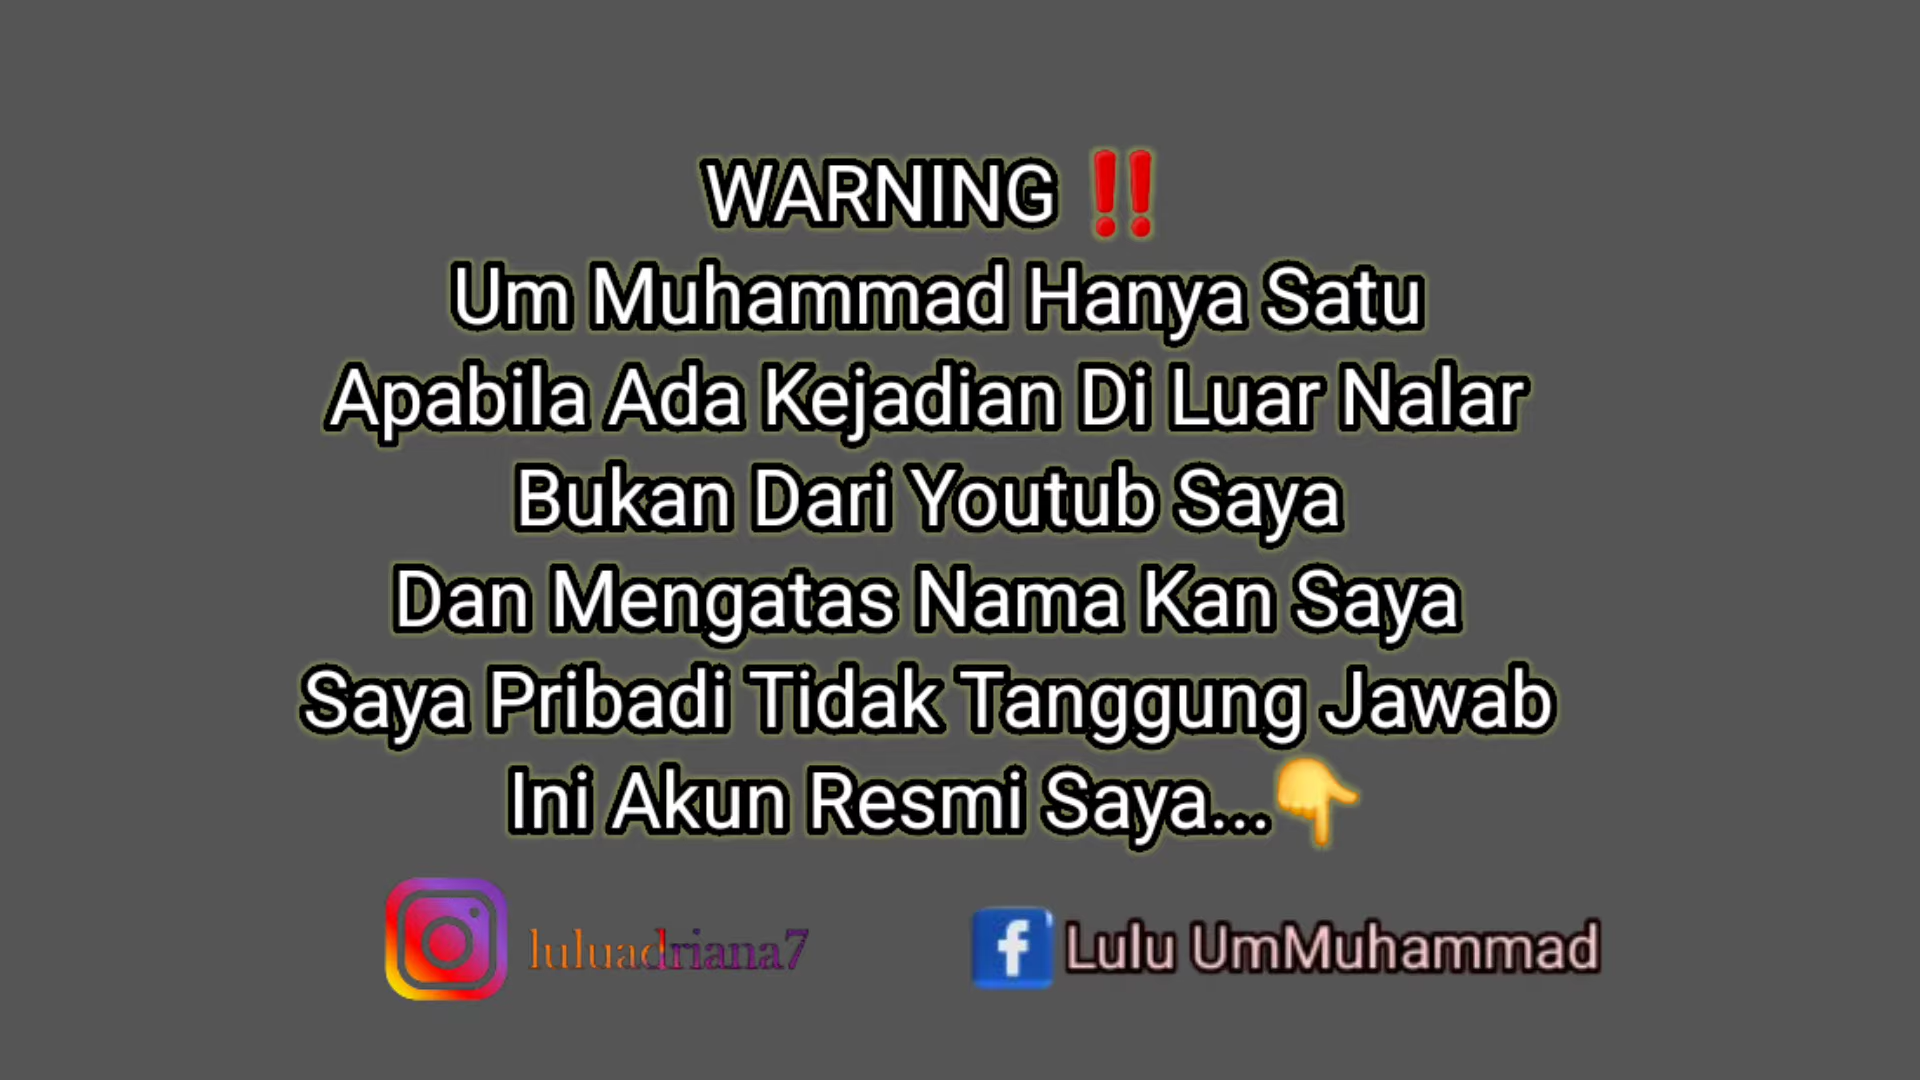 WARNING ‼️
Um Muhammad Hanya Satu
Apabila Ada Kejadian Di Luar Nalar
Bukan Dari Youtub Saya
Dan Mengatas Nama Kan Saya
Saya Pribadi Tidak Tanggung Jawab
Ini Akun Resmi Saya...👇
luluadriana7
Lulu UmMuhammad